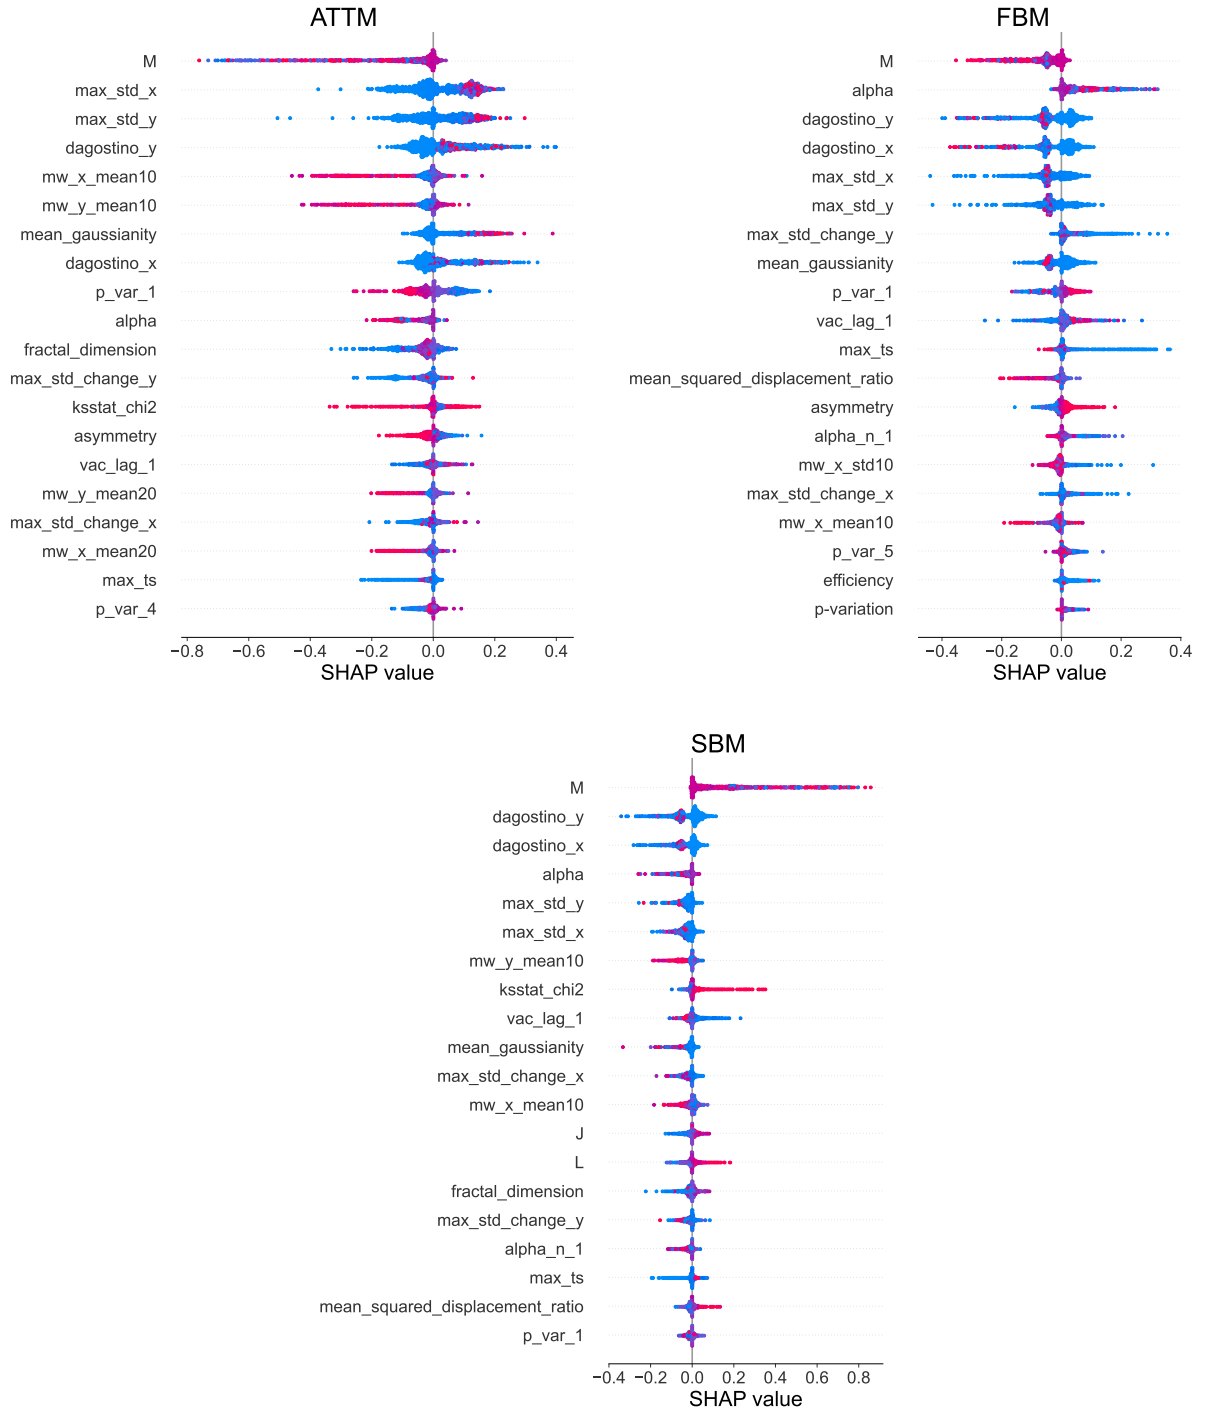 ATTM
M
max_std_x
max_std_y
dagostino_y
mw_x_mean10
mw_y_mean10
mean_gaussianity
dagostino_x
p_var_1
alpha
fractal_dimension
max_std_change_y
ksstat_chi2
asymmetry
vac_lag_1
mw_y_mean20
max_std_change_x
mw_x_mean20
max_ts
p_var_4
−0.8 −0.6 −0.4 −0.2 0.0 0.2 0.4
SHAP value
FBM
M
alpha
dagostino_y
dagostino_x
max_std_x
max_std_y
max_std_change_y
mean_gaussianity
p_var_1
vac_lag_1
max_ts
mean_squared_displacement_ratio
asymmetry
alpha_n_1
mw_x_std10
max_std_change_x
mw_x_mean10
p_var_5
efficiency
p-variation
−0.4 −0.2 0.0 0.2 0.4
SHAP value
SBM
M
dagostino_y
dagostino_x
alpha
max_std_y
max_std_x
mw_y_mean10
ksstat_chi2
vac_lag_1
mean_gaussianity
max_std_change_x
mw_x_mean10
J
L
fractal_dimension
max_std_change_y
alpha_n_1
max_ts
mean_squared_displacement_ratio
p_var_1
−0.4 −0.2 0.0 0.2 0.4 0.6 0.8
SHAP value